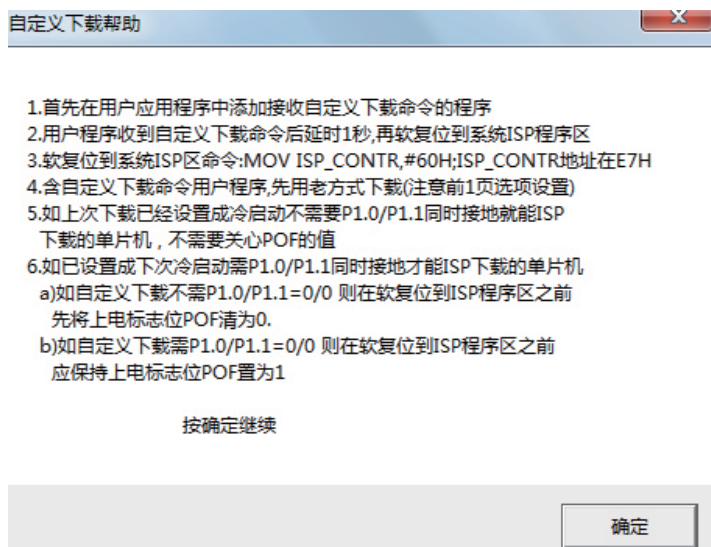 自定义下载帮助
1.首先在用户应用程序中添加接收自定义下载命令的程序
2.用户程序收到自定义下载命令后延时1秒,再软复位到系统ISP程序区
3.软复位到系统ISP区命令:MOV ISP_CONTR,#60H;ISP_CONTR地址在E7H
4.含自定义下载命令用户程序,先用老方式下载(注意前1页选项设置)
5.如上次下载已经设置成冷启动不需要P1.0/P1.1同时接地就能ISP
下载的单片机，不需要关心POF的值
6.如已设置成下次冷启动需P1.0/P1.1同时接地才能ISP下载的单片机
a)如自定义下载不需P1.0/P1.1=0/0 则在软复位到ISP程序区之前
先将上电标志位POF清为0.
b)如自定义下载需P1.0/P1.1=0/0 则在软复位到ISP程序区之前
应保持上电标志位POF置为1
按确定继续
确定